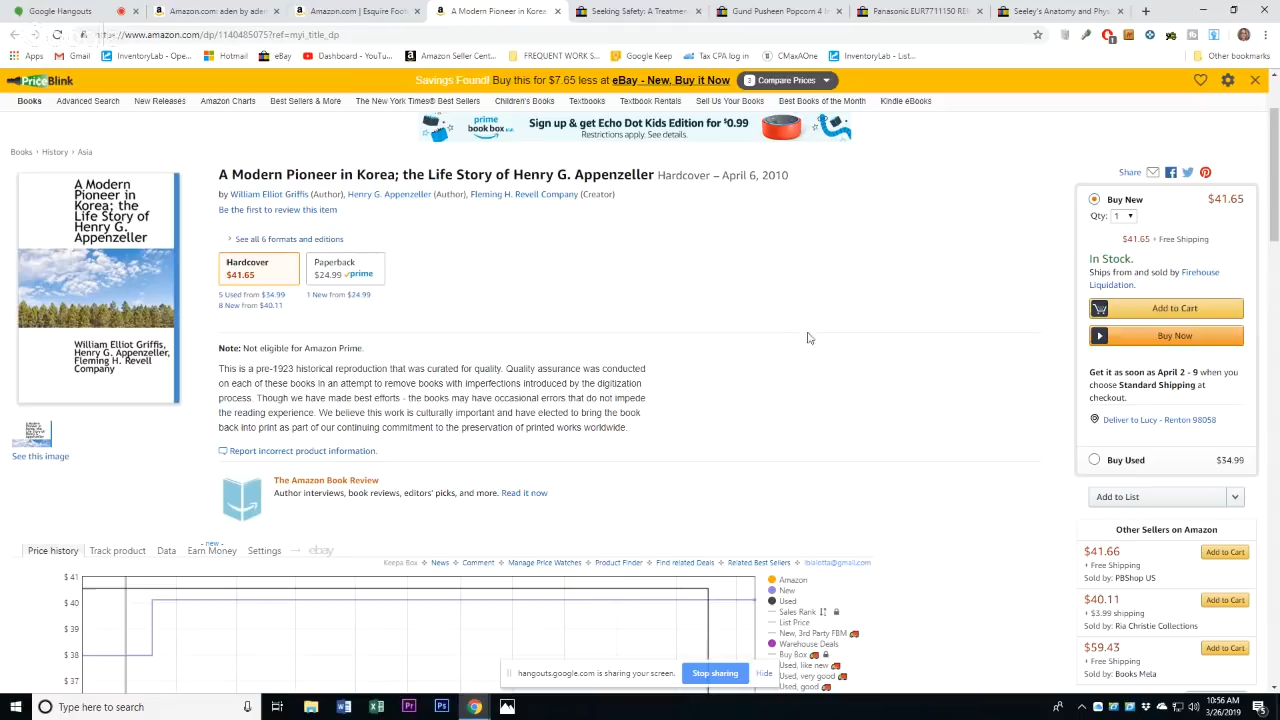 Google Hangouts
Amazon.com: dei by amazon
Amazon.com: Exquisite Foot
A Modern Pioneer in Korea:
Seeking Safety: A Treatment
Gund Pusheen Popcorn 4 In
Panasonic EUR7711150 REM
Seeley's Anatomy and Phys
https://www.amazon.com/dp/1140485075?ref=myi_title_dp
Apps
Gmail
InventoryLab - Ope...
Hotmail
eBay
Dashboard - YouTu...
Amazon Seller Cent...
FREQUENT WORK S...
Google Keep
Tax CPA log in
CMaxAOne
InventoryLab - List...
Other bookmarks
PriceBlink
Savings Found! Buy this for $7.65 less at eBay - New, Buy it Now
Compare Prices
Books
Advanced Search
New Releases
Amazon Charts
Best Sellers & More
The New York Times® Best Sellers
Children's Books
Textbooks
Textbook Rentals
Sell Us Your Books
Best Books of the Month
Kindle eBooks
prime
book box
Sign up & get Echo Dot Kids Edition for $0.99
Restrictions apply. See details.
Books › History › Asia
A Modern
Pioneer in
Korea; the
Life Story of
Henry G.
Appenzeller
William Elliot Griffis,
Henry G. Appenzeller,
Fleming H. Revell
Company
See this image
A Modern Pioneer in Korea; the Life Story of Henry G. Appenzeller Hardcover – April 6, 2010
by William Elliot Griffis (Author), Henry G. Appenzeller (Author), Fleming H. Revell Company (Creator)
Be the first to review this item
› See all 6 formats and editions
Hardcover
$41.65
Paperback
$24.99 prime
5 Used from $34.99
8 New from $40.11
1 New from $24.99
Note: Not eligible for Amazon Prime.
This is a pre-1923 historical reproduction that was curated for quality. Quality assurance was conducted
on each of these books in an attempt to remove books with imperfections introduced by the digitization
process. Though we have made best efforts - the books may have occasional errors that do not impede
the reading experience. We believe this work is culturally important and have elected to bring the book
back into print as part of our continuing commitment to the preservation of printed works worldwide.
Report incorrect product information.
The Amazon Book Review
Author interviews, book reviews, editors' picks, and more. Read it now
Share
Buy New
$41.65
Qty: 1
$41.65 + Free Shipping
In Stock.
Ships from and sold by Firehouse
Liquidation.
Add to Cart
Buy Now
Get it as soon as April 2 - 9 when you
choose Standard Shipping at
checkout.
Deliver to Lucy - Renton 98058
Buy Used
$34.99
Add to List
Other Sellers on Amazon
$41.66
Add to Cart
+ Free Shipping
Sold by: PBShop US
$40.11
Add to Cart
+ $3.99 shipping
Sold by: Ria Christie Collections
$59.43
Add to Cart
+ Free Shipping
Sold by: Books Mela
- new -
Price history
Track product
Data
Earn Money
Settings
ebay
Keepa Box
News
Comment
Manage Price Watches
Product Finder
Find related Deals
Related Best Sellers
lbialotta@gmail.com
$ 41
$ 40
$ 39
$ 38
$ 37
Amazon
New
Used
Sales Rank
List Price
New, 3rd Party FBM
Warehouse Deals
Buy Box
Used, like new
Used, very good
Used, good
hangouts.google.com is sharing your screen.
Stop sharing
Hide
Type here to search
10:56 AM
3/26/2019